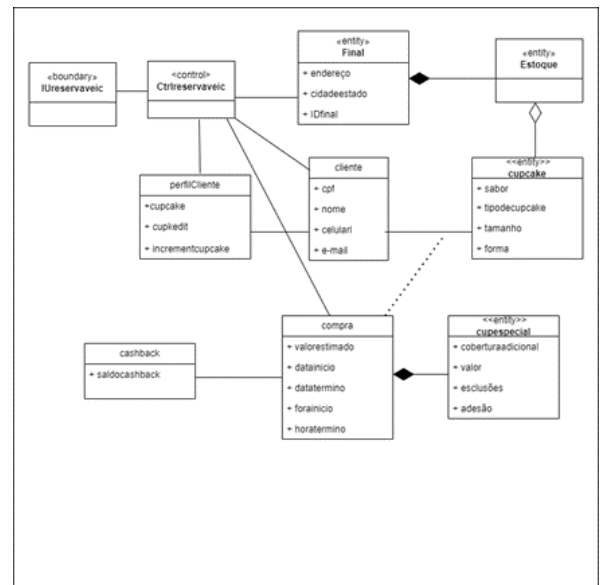 «boundary»
IUreservaveic
<control>
Ctrlreservaveic
«entity»
Final
+ endereço
+ cidadeestado
+ IDfinal
«entity»
Estoque
perfilCliente
+cupcake
+ cupkedit
+ incrementcupcake
cliente
+ cpf
+ nome
+ celularl
+ e-mail
<<entity>>
cupcake
+ sabor
+ tipodecupcake
+ tamanho
+ forma
cashback
+ saldocashback
compra
+ valorestimado
+ datainicio
+ datatermino
+ forainicio
+ horatermino
<<entity>>
cupespecial
+ coberturaadicional
+ valor
+ esclusões
+ adesão